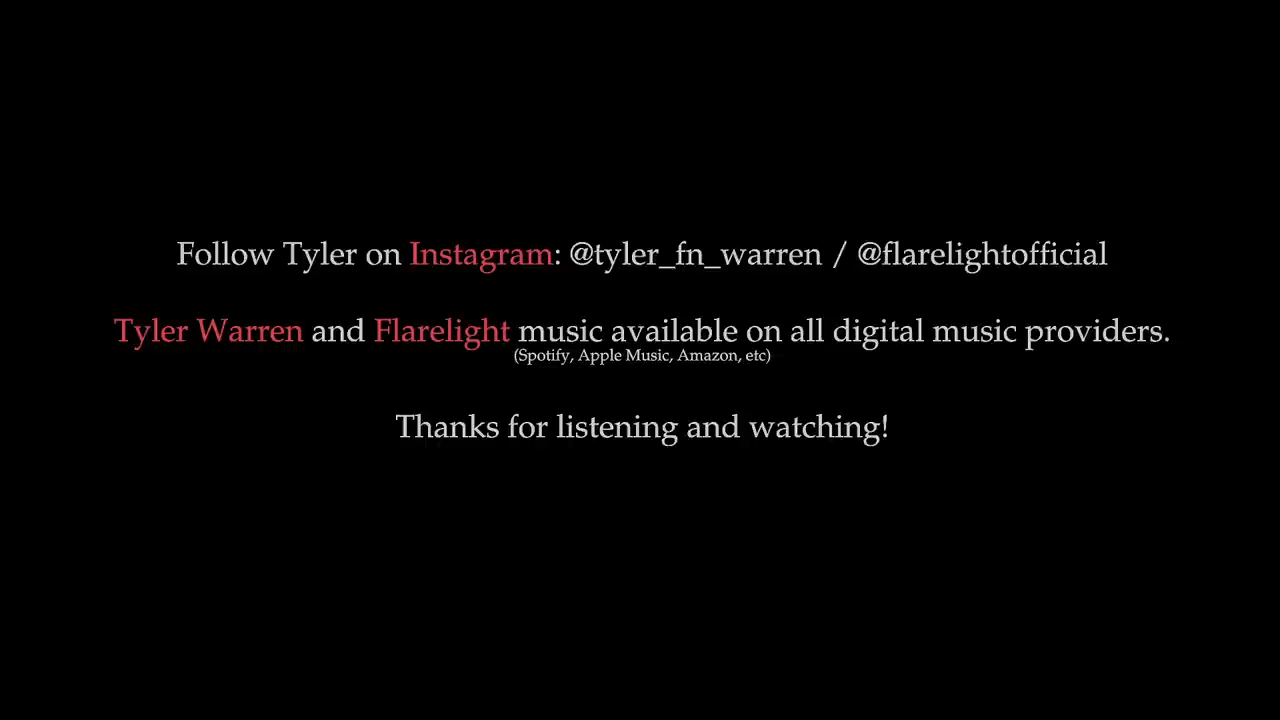 Follow Tyler on Instagram: @tyler_fn_warren / @flarelightofficial
Tyler Warren and Flarelight music available on all digital music providers.
(Spotify, Apple Music, Amazon, etc)
Thanks for listening and watching!